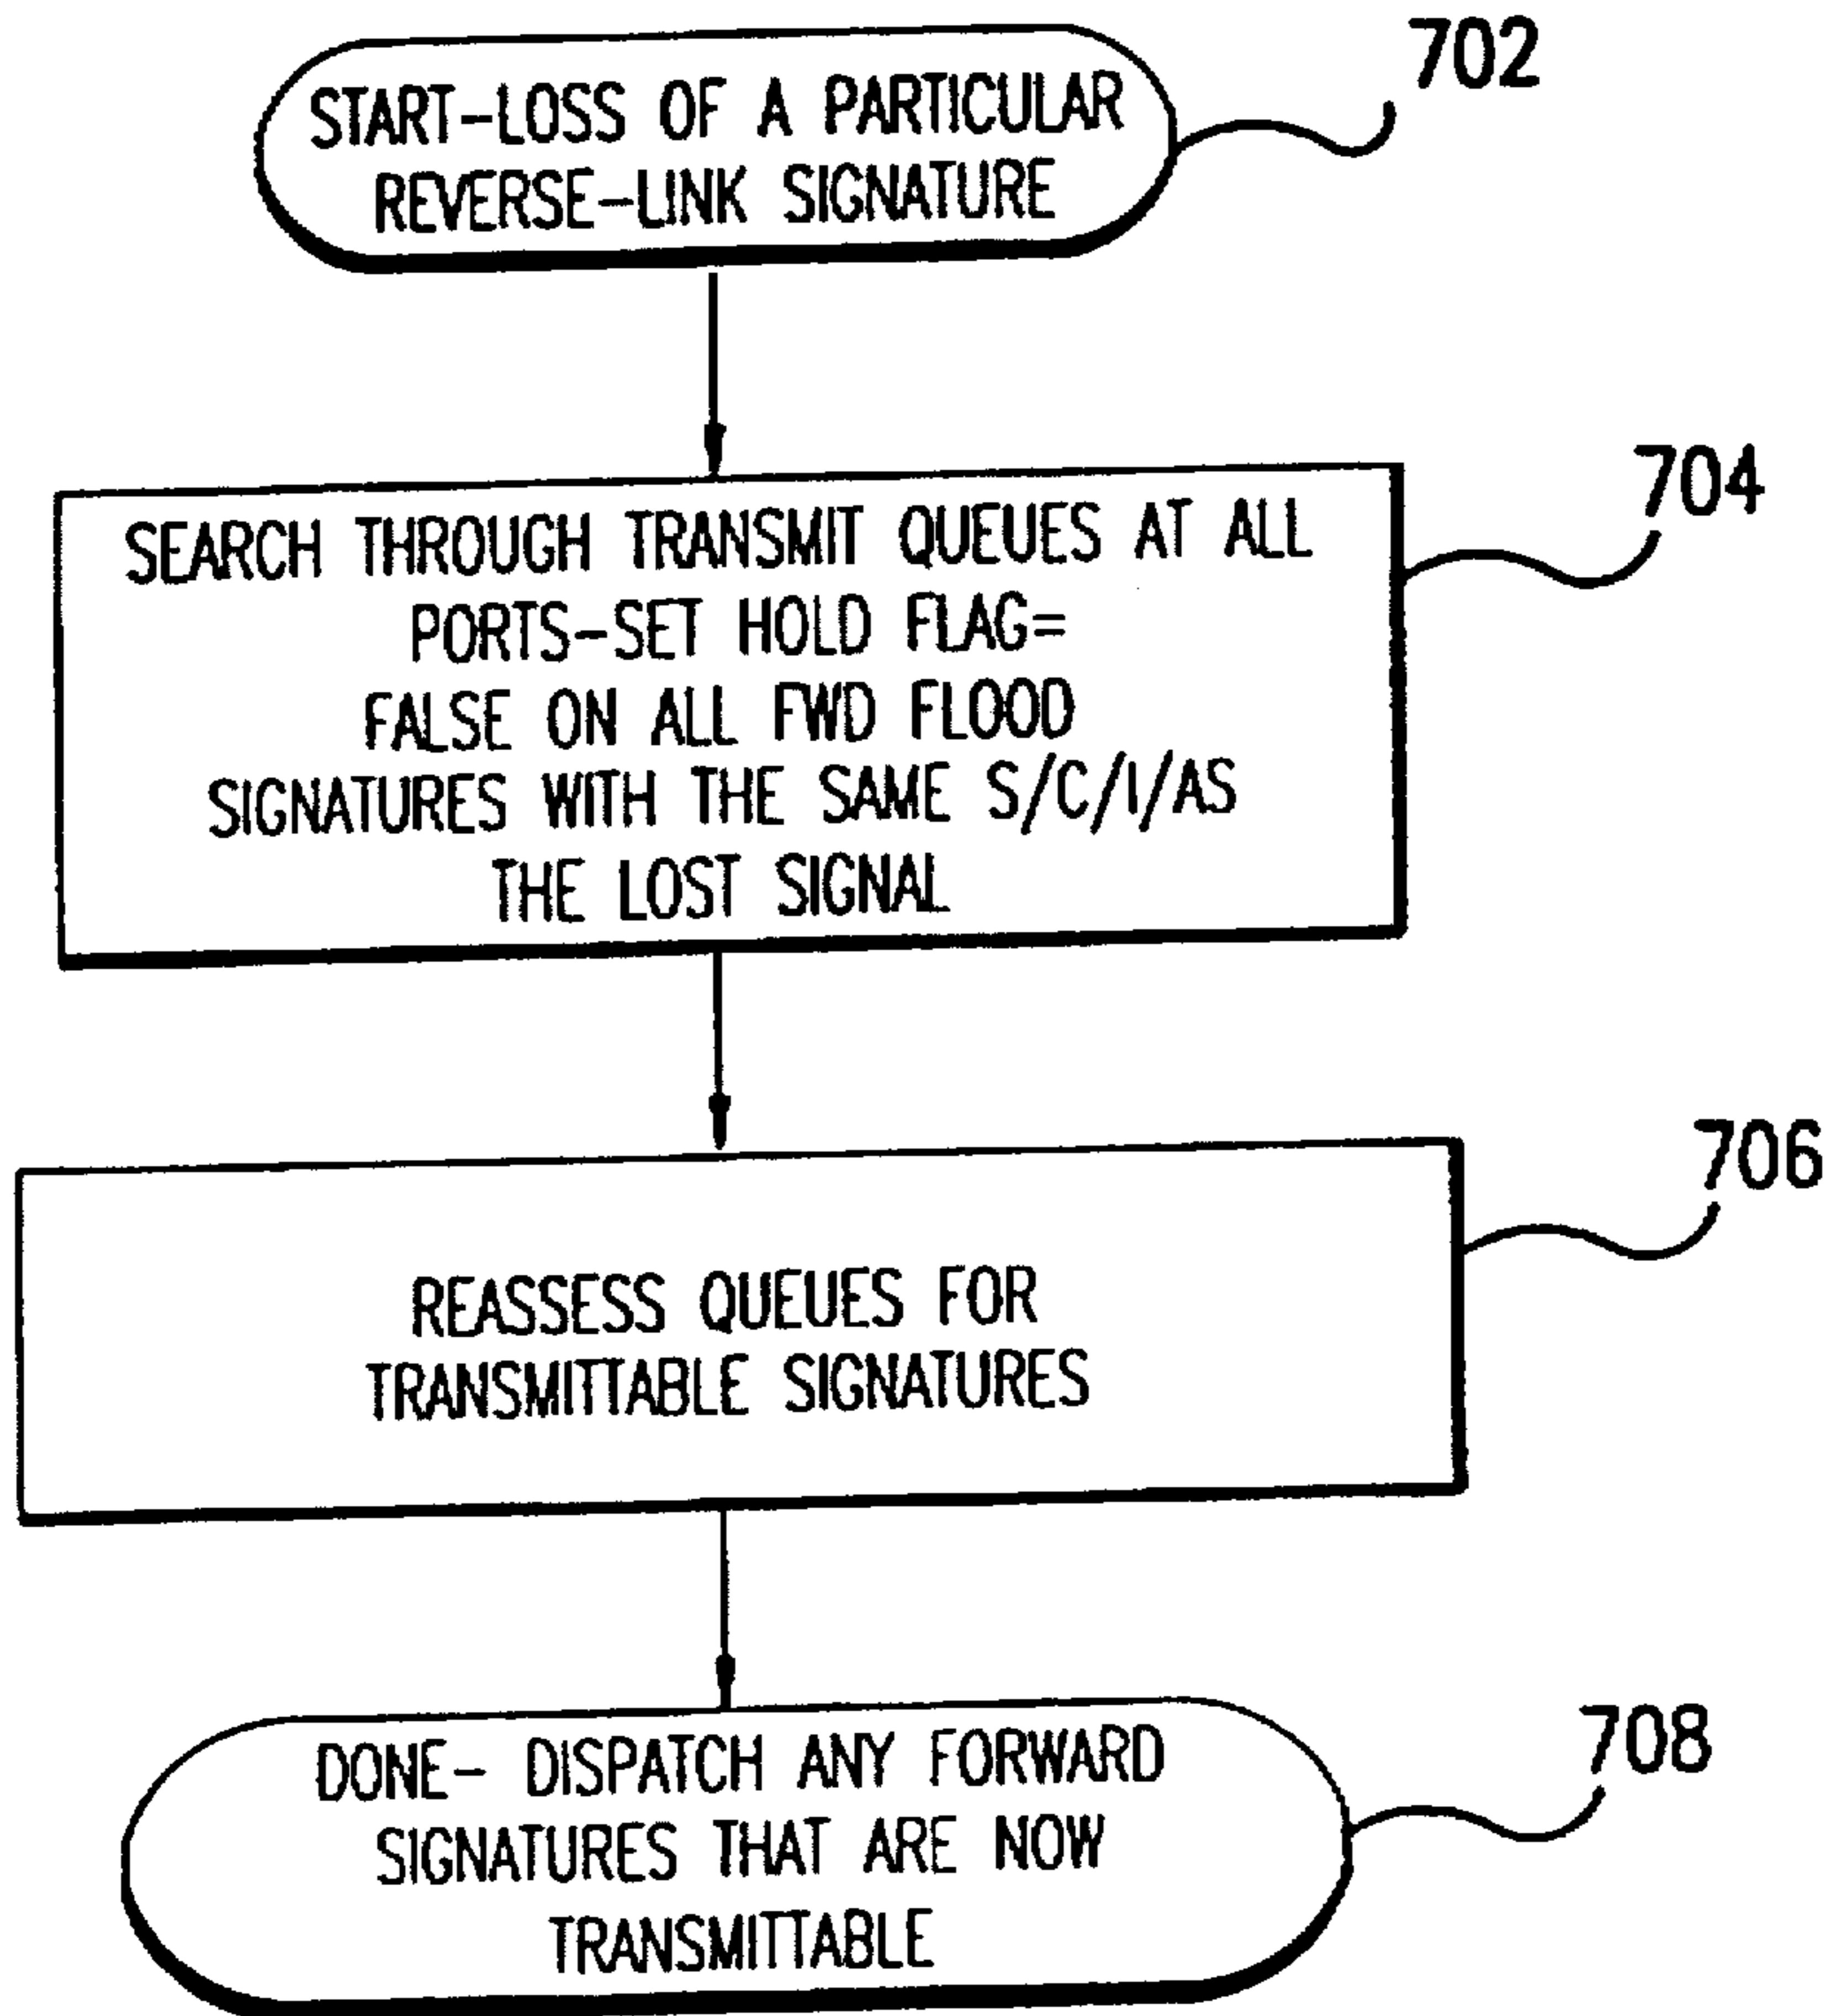 702
START-LOSS OF A PARTICULAR
REVERSE-LINK SIGNATURE
704
SEARCH THROUGH TRANSMIT QUEUES AT ALL
PORTS-SET HOLD FLAG=
FALSE ON ALL FWD FLOOD
SIGNATURES WITH THE SAME S/C/I/AS
THE LOST SIGNAL
706
REASSESS QUEUES FOR
TRANSMITTABLE SIGNATURES
708
DONE- DISPATCH ANY FORWARD
SIGNATURES THAT ARE NOW
TRANSMITTABLE